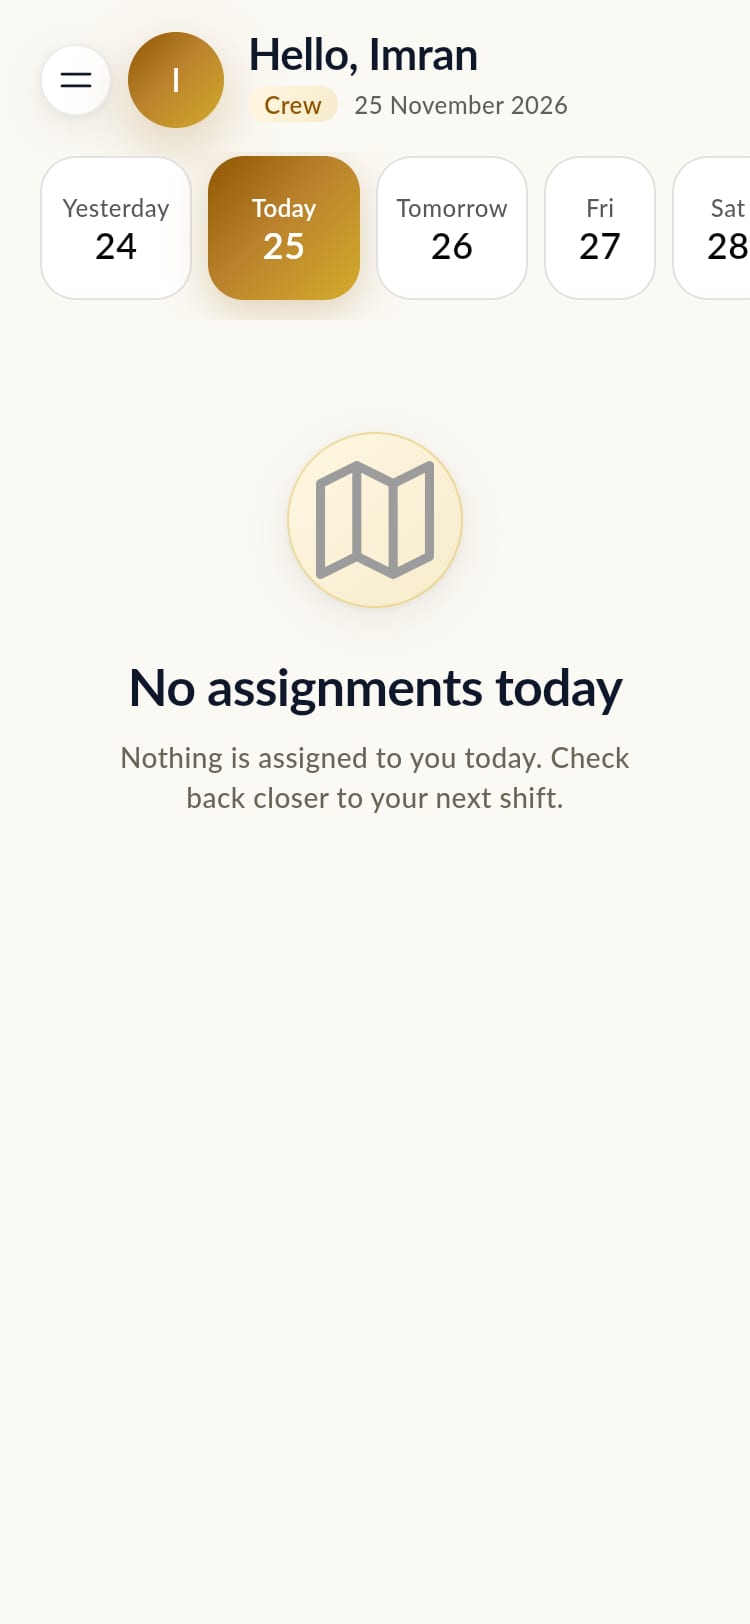 I
Hello, Imran
Crew
25 November 2026
Yesterday
24
Today
25
Tomorrow
26
Fri
27
Sat
28
No assignments today
Nothing is assigned to you today. Check
back closer to your next shift.